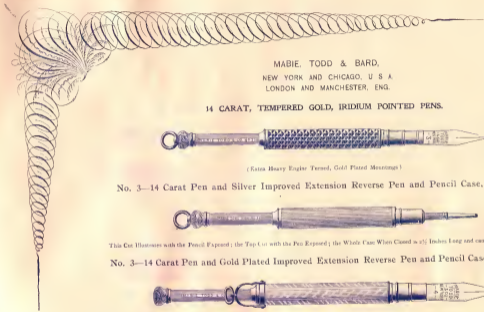 MABIE, TODD & BARD,
NEW YORK AND CHICAGO, U S A
LONDON AND MANCHESTER, ENG.
14 CARAT, TEMPERED GOLD, IRIDIUM POINTED PENS.
(Extra Heavy Engine Turned, Gold Plated Mountings)
No. 3—14 Carat Pen and Silver Improved Extension Reverse Pen and Pencil Case,
This Cut Illustrates with the Pencil Exposed; the Top Cut with the Pen Exposed; the Whole Case When Closed is Inches Long and
No. 3—14 Carat Pen and Gold Plated Improved Extension Reverse Pen and Pencil Cas